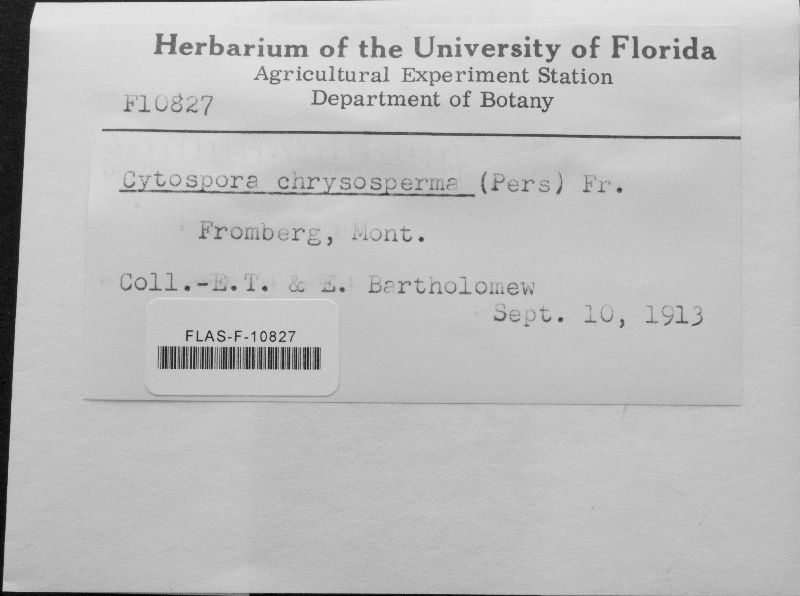 Herbarium of the University of Florida
Agricultural Experiment Station
Department of Botany
F10827
Cytospora chrysosperma (Pers) Fr.
Fromberg, Mont.
Coll.-E.T. & E. Bartholomew
Sept. 10, 1913
FLAS-F-10827